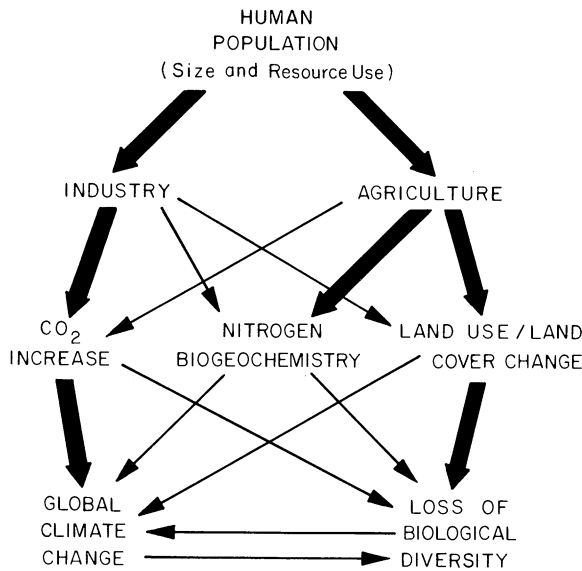 HUMAN
POPULATION
(Size and Resource Use)
INDUSTRY
AGRICULTURE
CO2
INCREASE
NITROGEN
BIOGEOCHEMISTRY
LAND USE/LAND
COVER CHANGE
GLOBAL
CLIMATE
CHANGE
LOSS OF
BIOLOGICAL
DIVERSITY